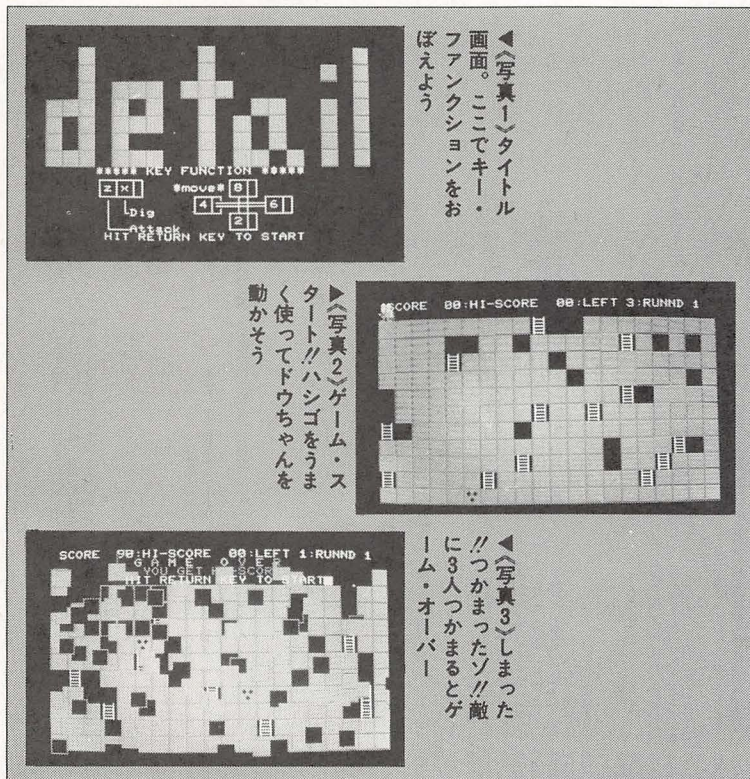 detail
***** KEY FUNCTION *****
z x *move* 8
4 6
Dig 2
Attack
HIT RETURN KEY TO START
◀《写真1》タイトル
画面。ここでキー・
ファンクションをお
ぼえよう
▶《写真2》ゲーム・ス
タート!!ハシゴをうま
く使ってドウちゃんを
動かそう
SCORE 00:HI-SCORE 00:LEFT 3:RUNND 1
SCORE 90:HI-SCORE 00:LEFT 1:RUNND 1
GAME OVER
YOU GET HI-SCORE
HIT RETURN KEY TO START
◀《写真3》しまった
!!つかまったゾ!!敵
に3人つかまるとゲ
ーム・オーバー